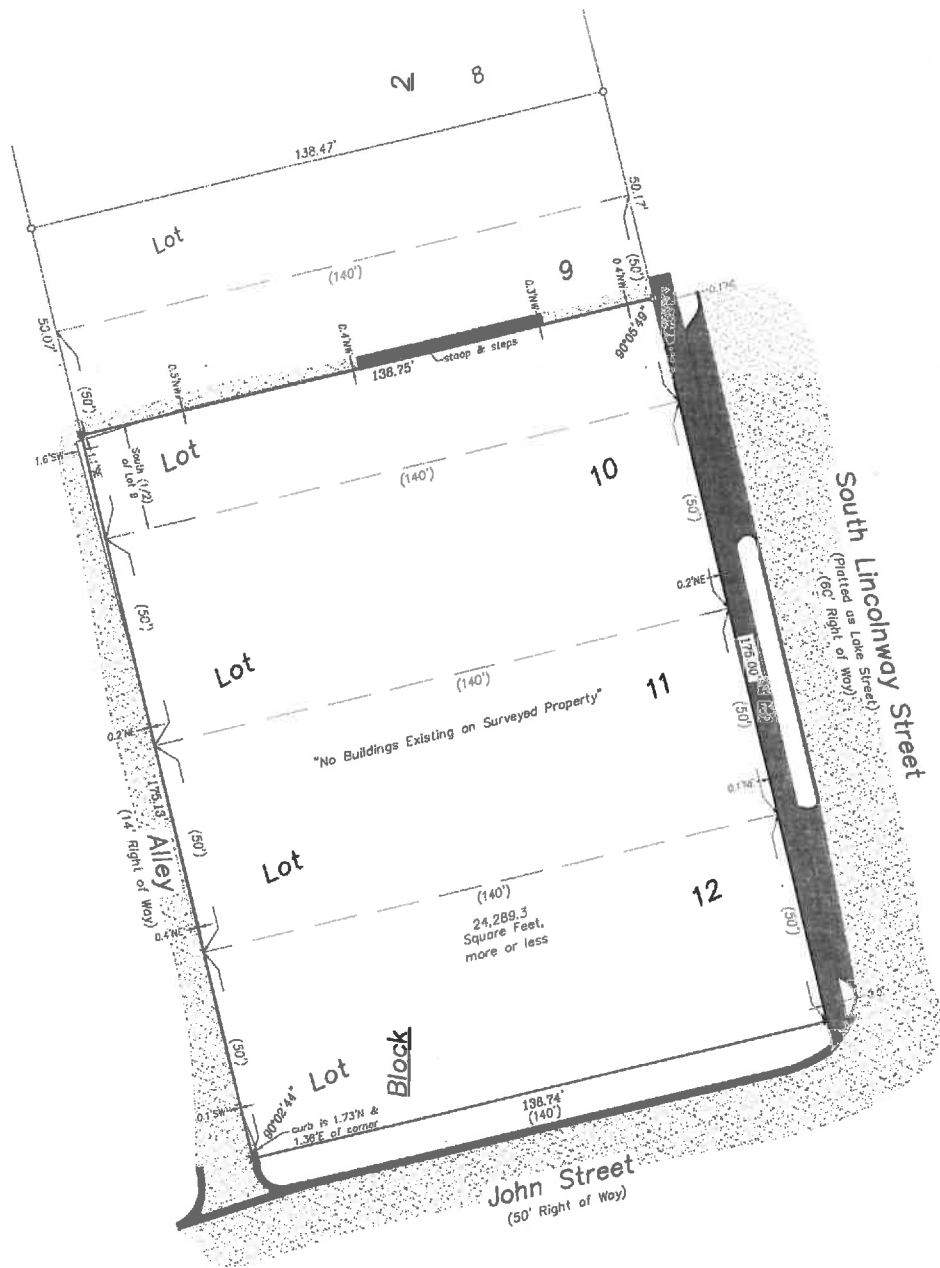 2
8
138.47'
50.17'
Lot
(140')
9
(50')
0.4'NW
0.3'NW
90°05'49"
50.07'
0.4'NW
stoop & steps
138.75'
0.5'NW
(50')
1.6'SW
South (1/2)
of Lot 9
Lot
(140')
10
(50')
South Lincolnway Street
(Platted as Lake Street)
(60' Right of Way)
0.2'NE
(50')
Lot
(140')
11
175.00'
(50')
"No Buildings Existing on Surveyed Property"
0.2'NE
175.13'
Alley
(14' Right of Way)
(50')
0.1'NE
Lot
(140')
12
24,289.3
Square Feet,
more or less
(50')
0.4'NE
(50')
Lot
Block
0.1'SW
90°02'44"
curb is 1.73'N &
1.38'E of corner
138.74'
(140')
John Street
(50' Right of Way)